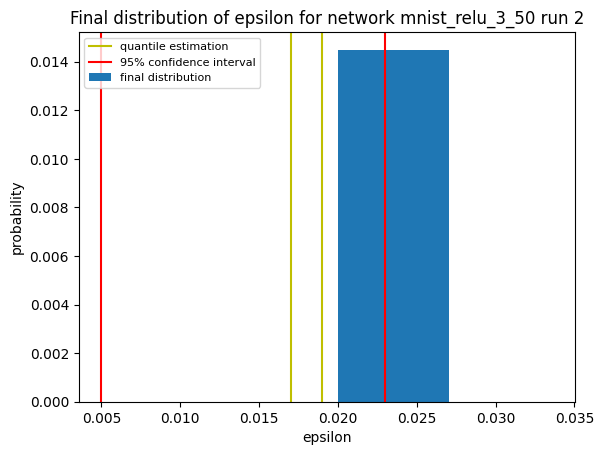 Final distribution of epsilon for network mnist_relu_3_50 run 2
quantile estimation
95% confidence interval
final distribution
0.014
0.012
0.010
0.008
0.006
0.004
0.002
0.000
probability
0.005
0.010
0.015
0.020
0.025
0.030
0.035
epsilon